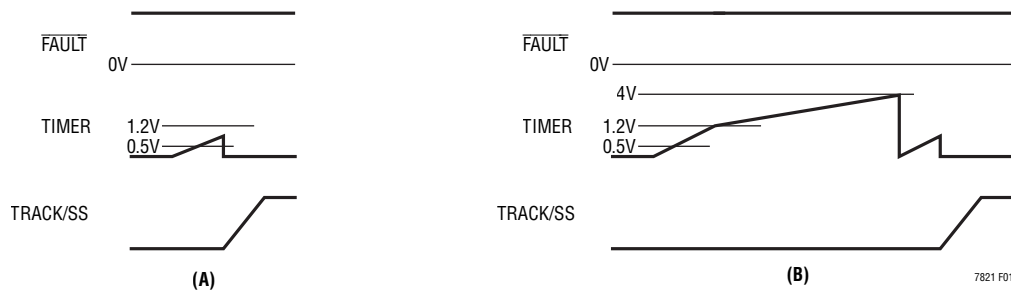 FAULT
0V
TIMER
1.2V
0.5V
TRACK/SS
(A)
FAULT
0V
4V
TIMER
1.2V
0.5V
TRACK/SS
(B)
7821 F01